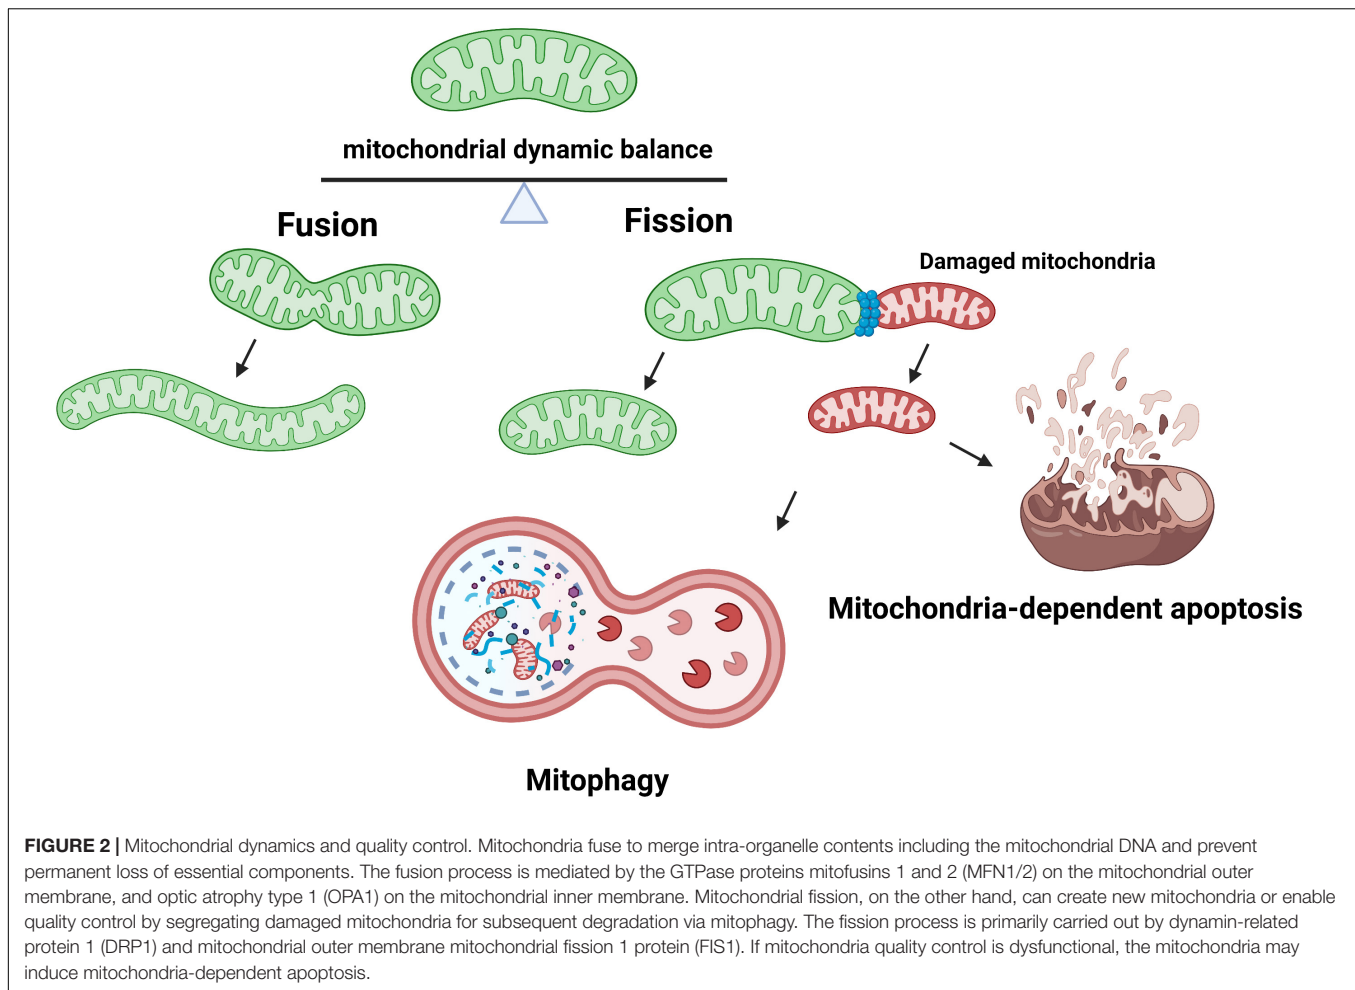 mitochondrial dynamic balance
Fusion
Fission
Damaged mitochondria
Mitochondria-dependent apoptosis
Mitophagy
FIGURE 2 | Mitochondrial dynamics and quality control. Mitochondria fuse to merge intra-organelle contents including the mitochondrial DNA and prevent
permanent loss of essential components. The fusion process is mediated by the GTPase proteins mitofusins 1 and 2 (MFN1/2) on the mitochondrial outer
membrane, and optic atrophy type 1 (OPA1) on the mitochondrial inner membrane. Mitochondrial fission, on the other hand, can create new mitochondria or enable
quality control by segregating damaged mitochondria for subsequent degradation via mitophagy. The fission process is primarily carried out by dynamin-related
protein 1 (DRP1) and mitochondrial outer membrane mitochondrial fission 1 protein (FIS1). If mitochondria quality control is dysfunctional, the mitochondria may
induce mitochondria-dependent apoptosis.